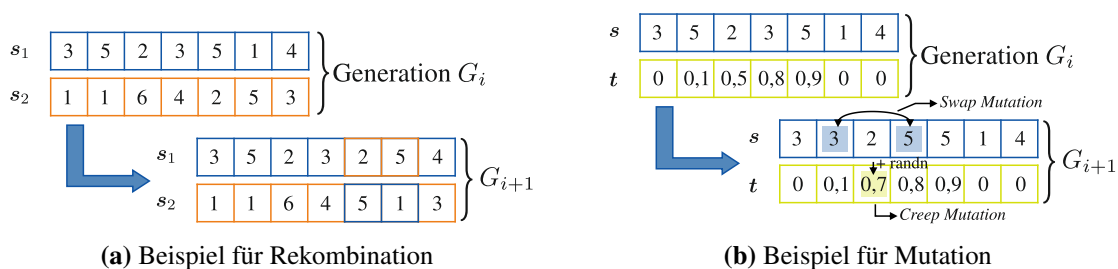 s₁ 3 5 2 3 5 1 4
s₂ 1 1 6 4 2 5 3
Generation Gᵢ
s₁ 3 5 2 3 2 5 4
s₂ 1 1 6 4 5 1 3
Gᵢ₊₁
(a) Beispiel für Rekombination
s 3 5 2 3 5 1 4
t 0 0,1 0,5 0,8 0,9 0 0
Generation Gᵢ
Swap Mutation
s 3 3 2 5 5 1 4
+ randn
t 0 0,1 0,7 0,8 0,9 0 0
Gᵢ₊₁
Creep Mutation
(b) Beispiel für Mutation